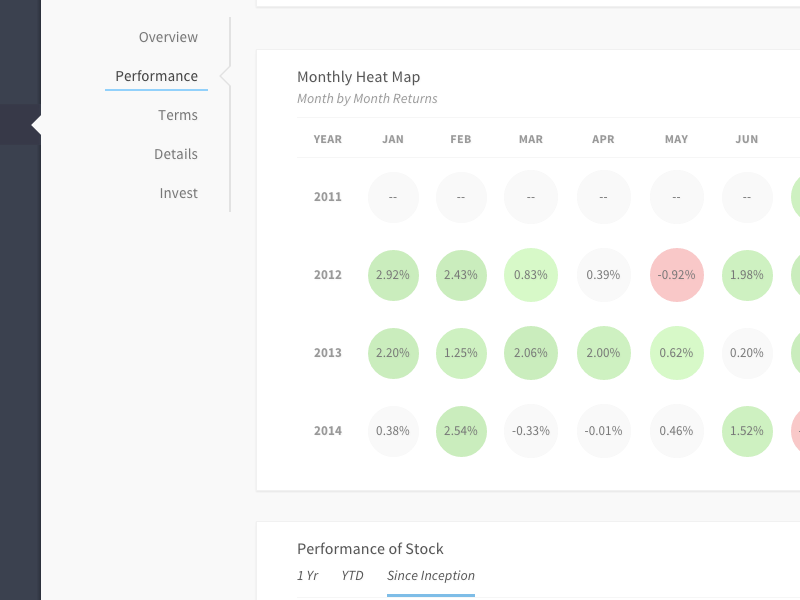 Overview
Performance
Terms
Details
Invest
Monthly Heat Map
Month by Month Returns
YEAR JAN FEB MAR APR MAY JUN
2011 -- -- -- -- -- --
2012 2.92% 2.43% 0.83% 0.39% -0.92% 1.98%
2013 2.20% 1.25% 2.06% 2.00% 0.62% 0.20%
2014 0.38% 2.54% -0.33% -0.01% 0.46% 1.52%
Performance of Stock
1 Yr YTD Since Inception